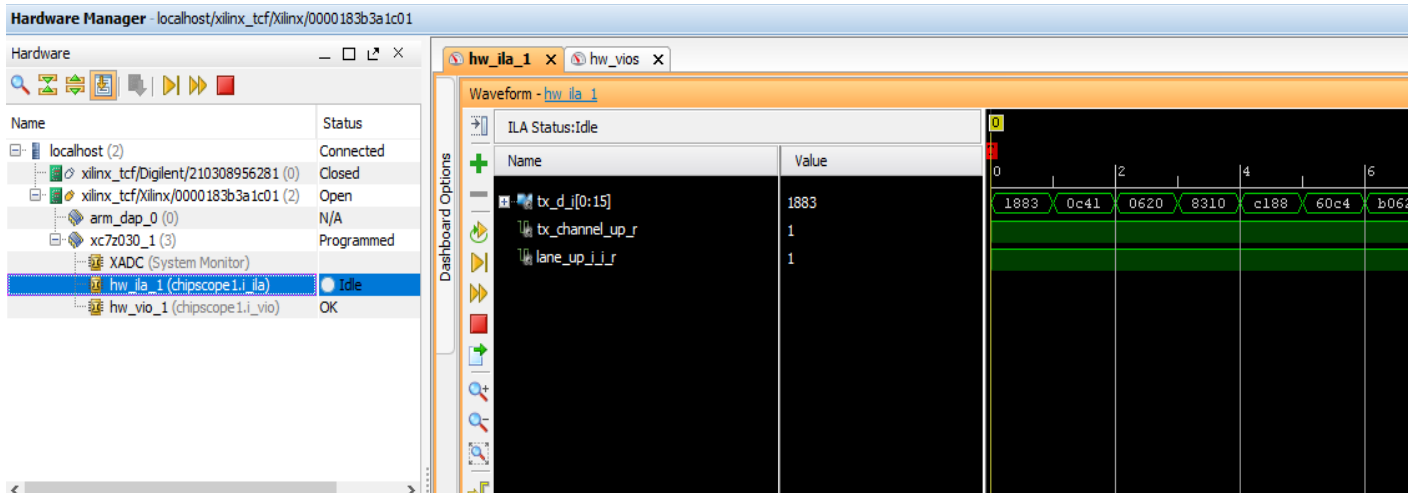 Hardware Manager - localhost/xilinx_tcf/Xilinx/0000183b3a1c01
Hardware
Name Status
localhost (2) Connected
xilinx_tcf/Digilent/210308956281 (0) Closed
xilinx_tcf/Xilinx/0000183b3a1c01 (2) Open
arm_dap_0 (0) N/A
xc7z030_1 (3) Programmed
XADC (System Monitor)
hw_ila_1 (chipscope1.i_ila) Idle
hw_vio_1 (chipscope1.i_vio) OK
Dashboard Options
hw_ila_1 hw_vios
Waveform - hw_ila_1
ILA Status:Idle
Name Value
tx_d_i[0:15] 1883
tx_channel_up_r 1
lane_up_i_i_r 1
0
0 2 4 6
1883 0c41 0620 8310 c188 60c4 b062